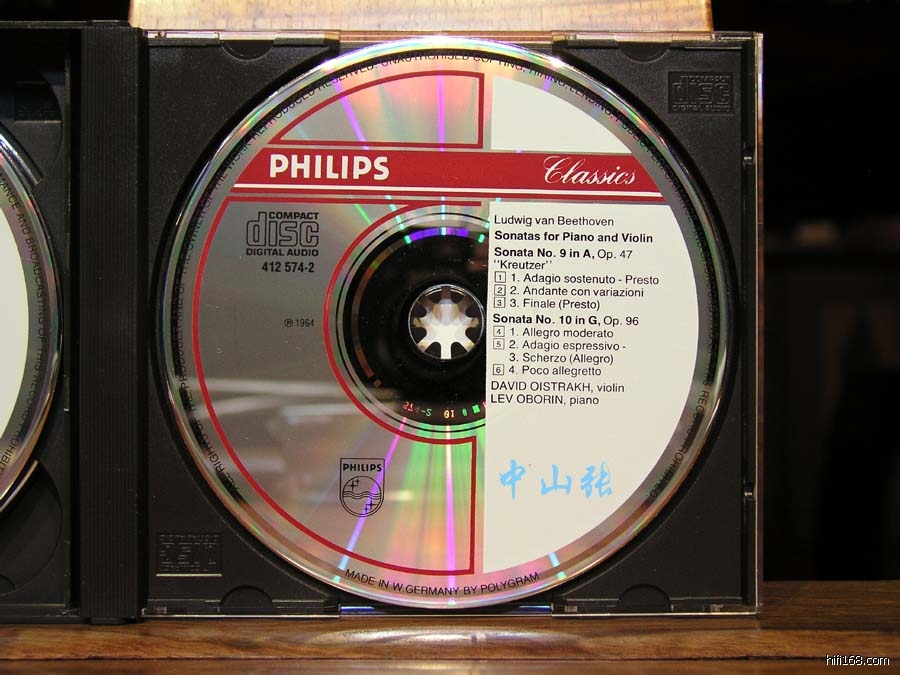 PHILIPS
Classics
COMPACT
disc
DIGITAL AUDIO
412 574-2
℗ 1964
Ludwig van Beethoven
Sonatas for Piano and Violin
Sonata No. 9 in A, Op. 47
''Kreutzer''
1 1. Adagio sostenuto - Presto
2 2. Andante con variazioni
3 3. Finale (Presto)
Sonata No. 10 in G, Op. 96
4 1. Allegro moderato
5 2. Adagio espressivo -
3. Scherzo (Allegro)
6 4. Poco allegretto
DAVID OISTRAKH, violin
LEV OBORIN, piano
中山张
PHILIPS
MADE IN W.GERMANY BY POLYGRAM
COMPACT
disc
DIGITAL AUDIO
hifi168.com